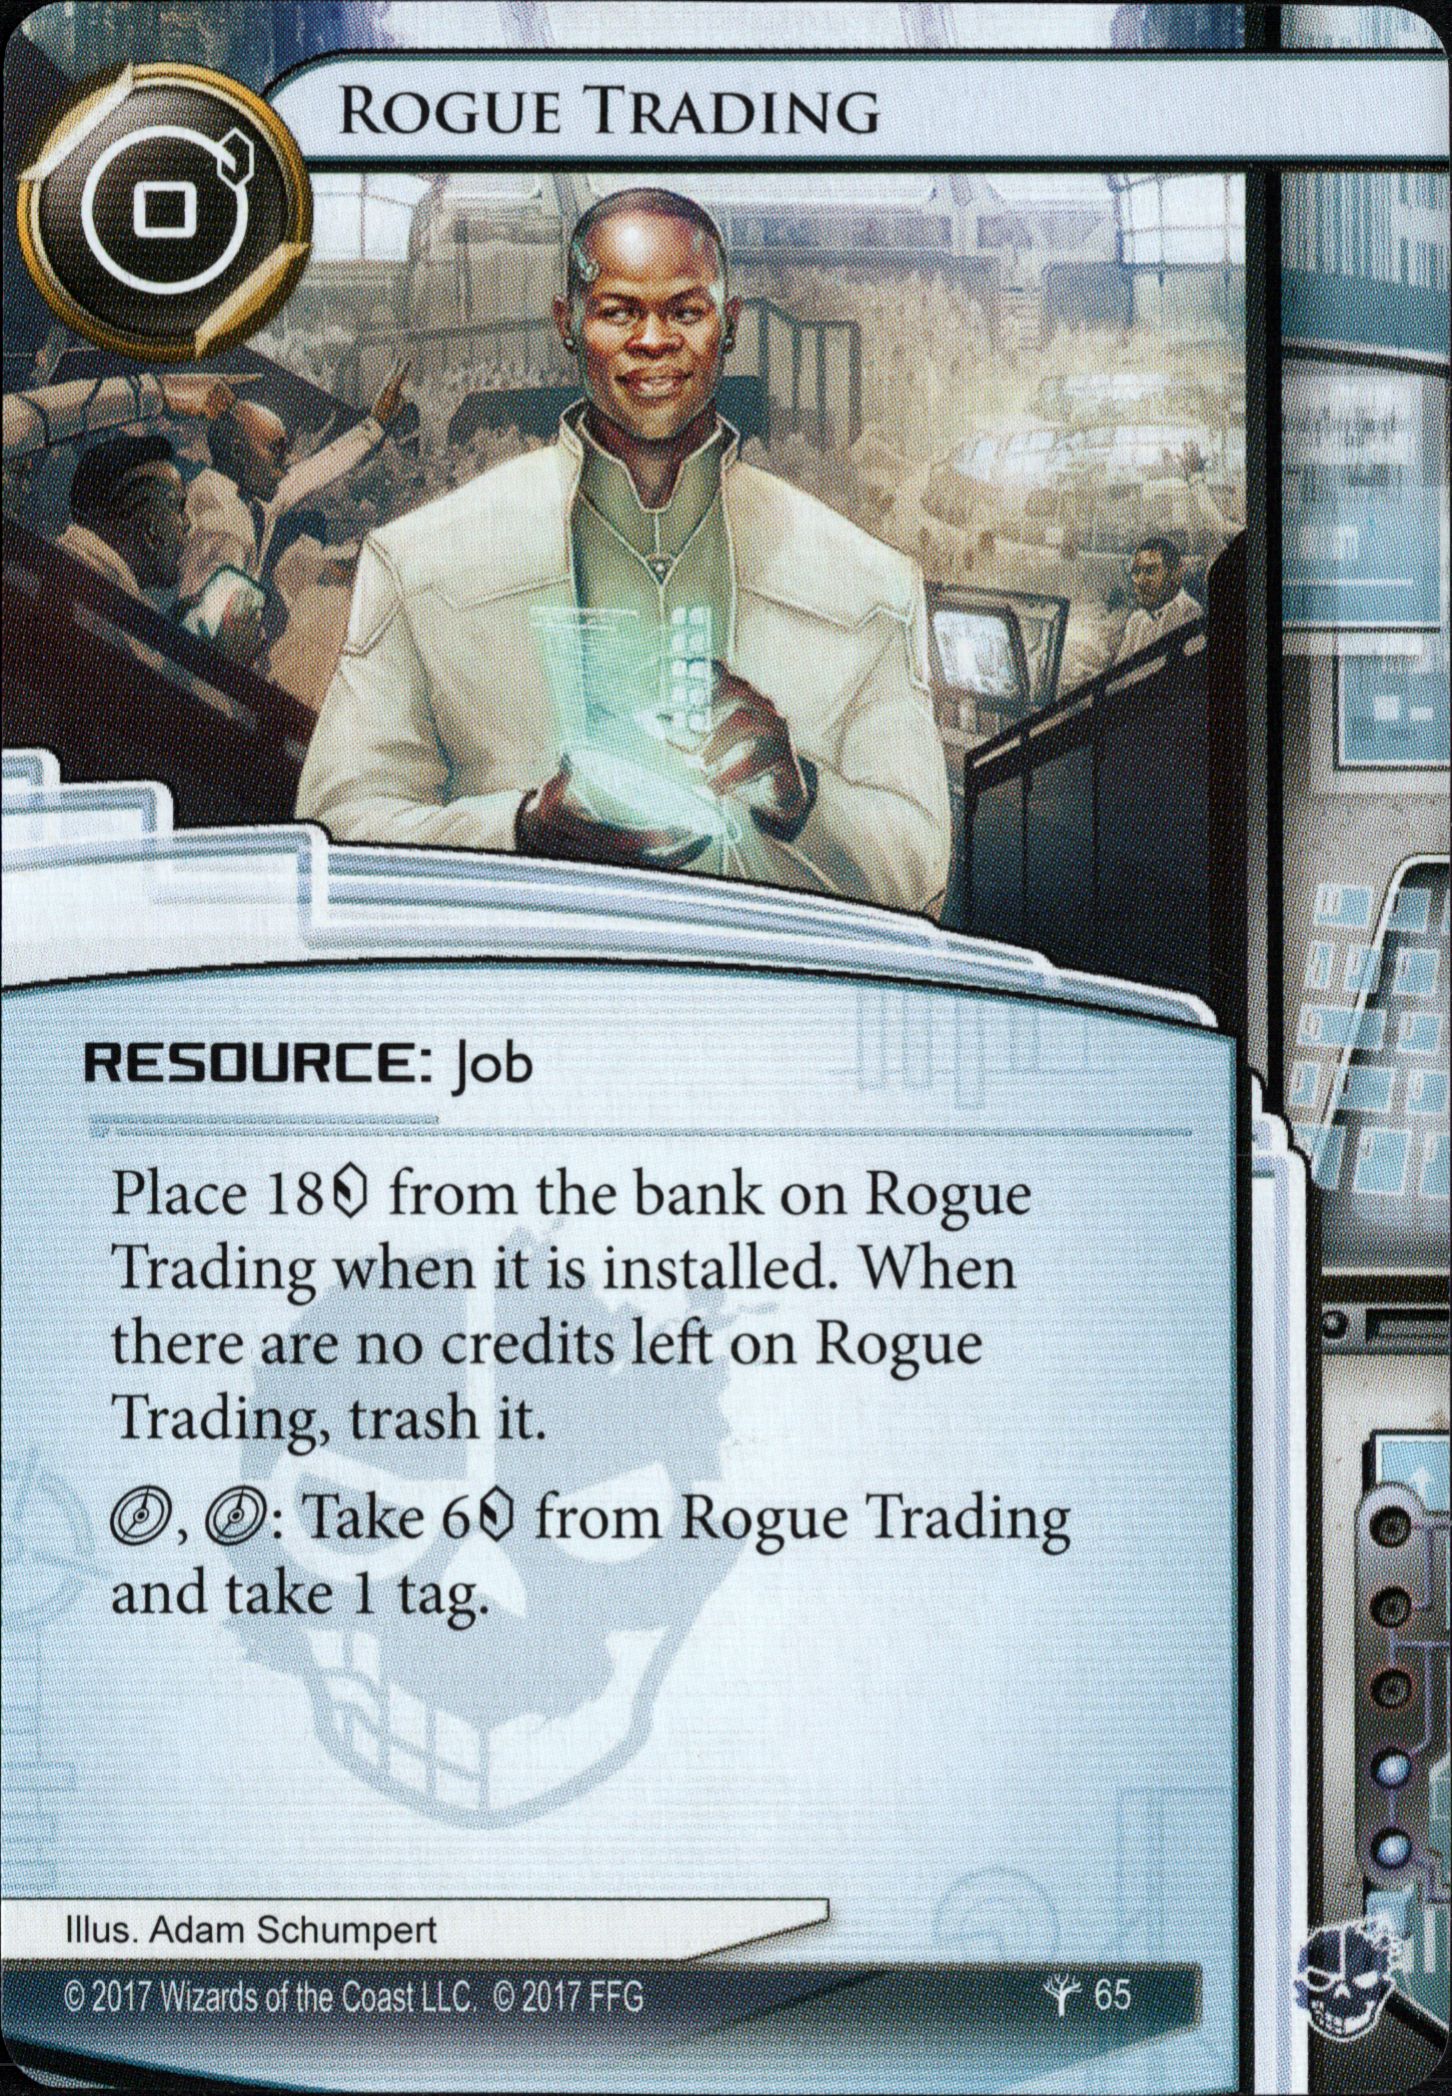 ROGUE TRADING
RESOURCE: Job
Place 18 from the bank on Rogue
Trading when it is installed. When
there are no credits left on Rogue
Trading, trash it.
, : Take 6 from Rogue Trading
and take 1 tag.
Illus. Adam Schumpert
© 2017 Wizards of the Coast LLC. © 2017 FFG
65